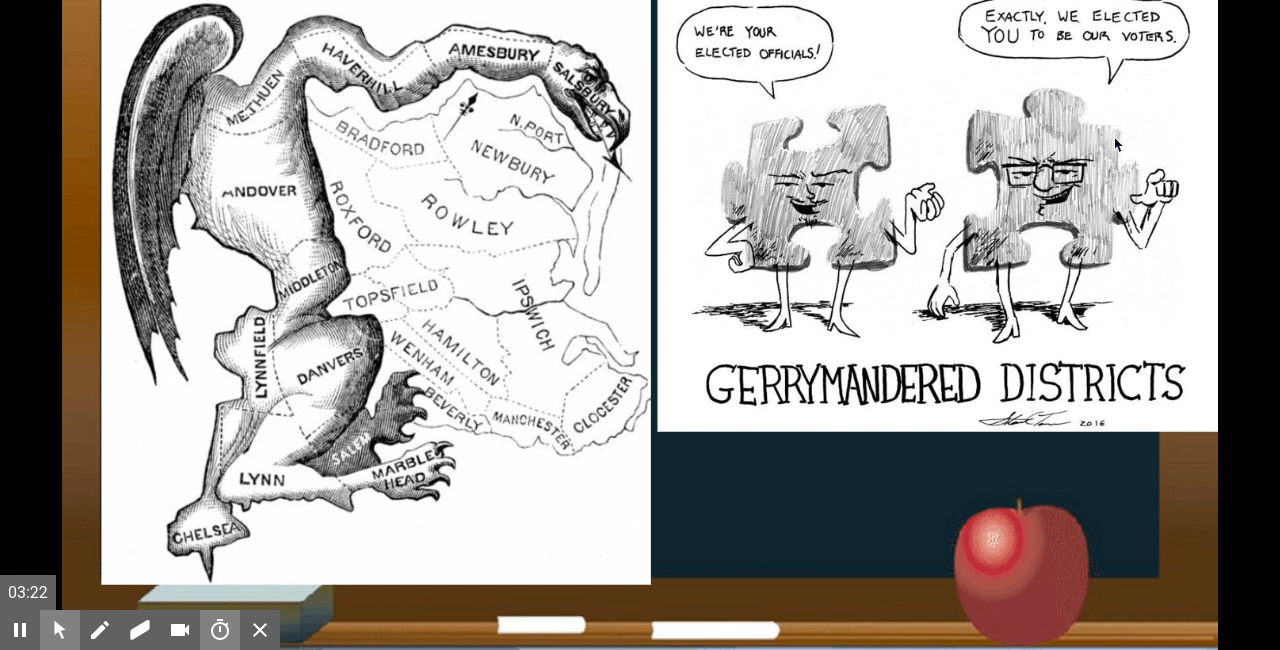 AMESBURY
HAVERHILL
SALSBURY
METHUEN
N.PORT
BRADFORD
NEWBURY
ANDOVER
ROWLEY
ROXFORD
MIDDLETON
TOPSFIELD
IPSWICH
LYNNFIELD
HAMILTON
WENHAM
DANVERS
BEVERLY
MANCHESTER
CLOCESTER
SALEM
MARBLE
HEAD
LYNN
CHELSEA
WE'RE YOUR
ELECTED OFFICIALS!
EXACTLY. WE ELECTED
YOU TO BE OUR VOTERS.
GERRYMANDERED DISTRICTS
2016
03:22